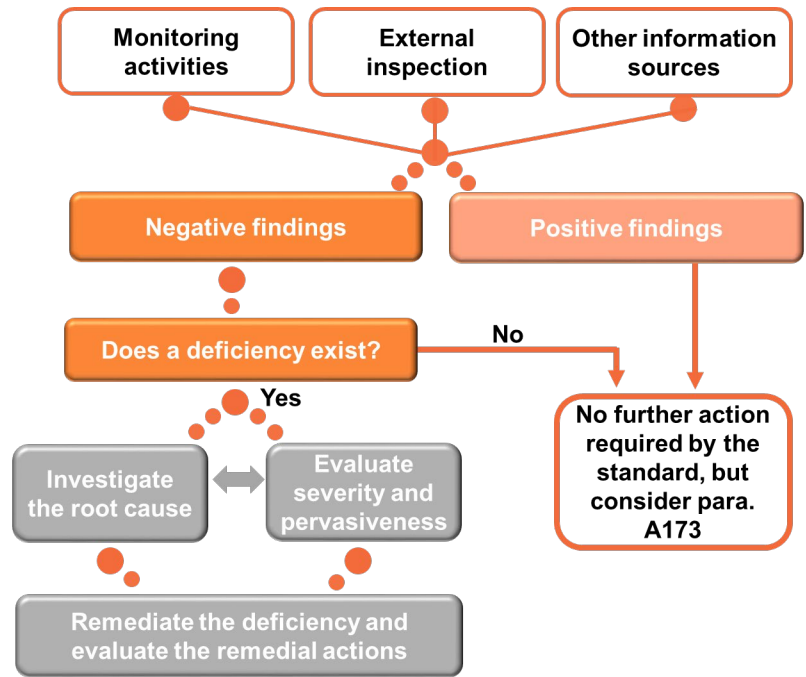 Monitoring
activities
External
inspection
Other information
sources
Negative findings
Positive findings
Does a deficiency exist?
No
Yes
No further action
required by the
standard, but
consider para.
A173
Investigate
the root cause
Evaluate
severity and
pervasiveness
Remediate the deficiency and
evaluate the remedial actions